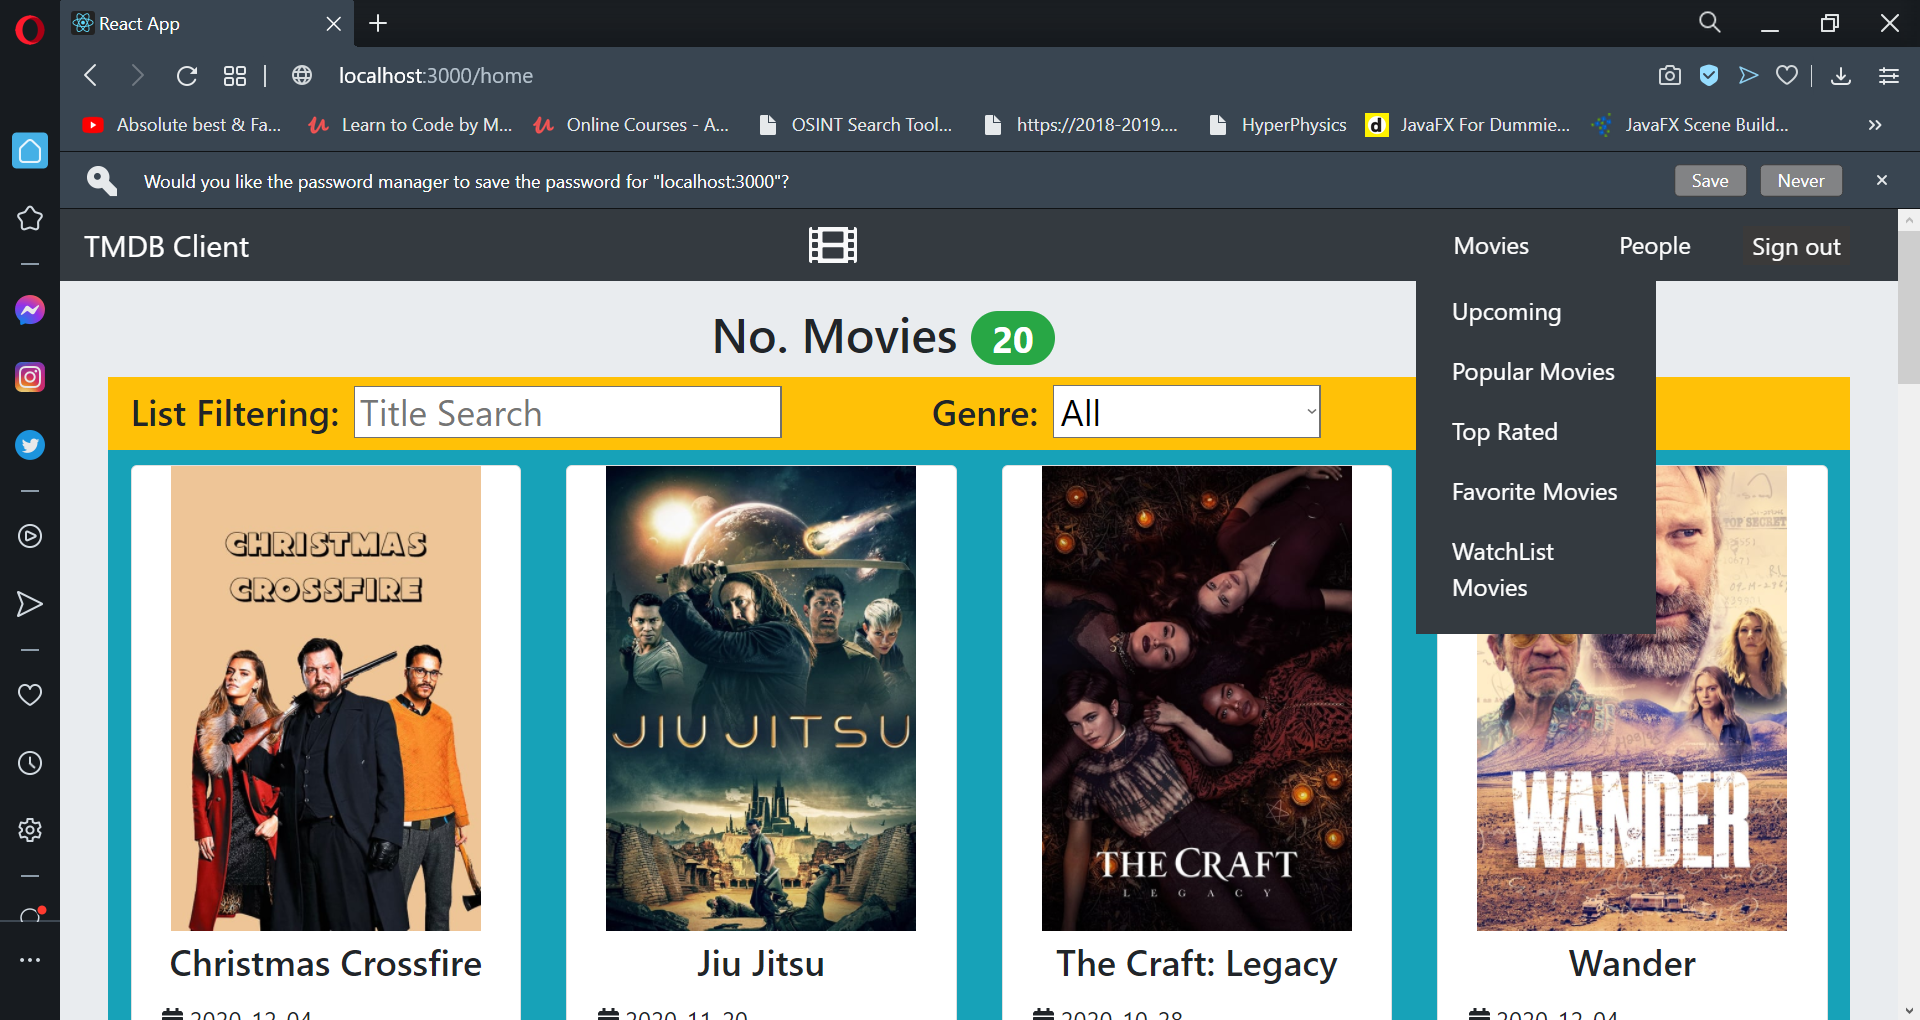 React App
localhost:3000/home
Absolute best & Fa...
Learn to Code by M...
Online Courses - A...
OSINT Search Tool...
https://2018-2019....
HyperPhysics
d
JavaFX For Dummie...
JavaFX Scene Build...
Would you like the password manager to save the password for "localhost:3000"?
Save
Never
TMDB Client
Movies
People
Sign out
Upcoming
Popular Movies
Top Rated
Favorite Movies
WatchList
Movies
No. Movies 20
List Filtering:
Title Search
Genre:
All
CHRISTMAS
CROSSFIRE
JIU JITSU
THE CRAFT
LEGACY
TOP SECRET
WANDER
Christmas Crossfire
Jiu Jitsu
The Craft: Legacy
Wander
2020-12-04
2020-11-20
2020-10-28
2020-12-04